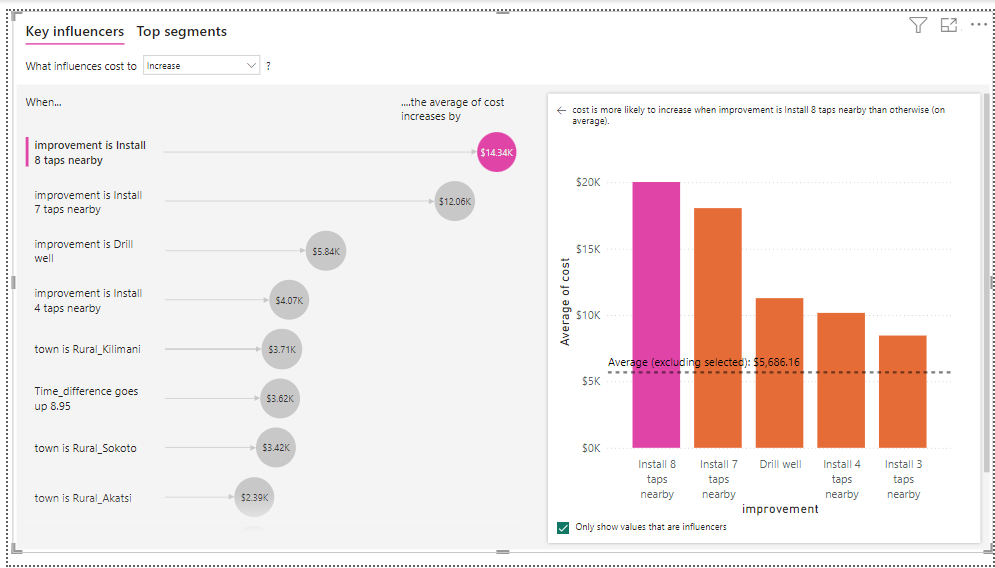 Key influencers
Top segments
What influences cost to
Increase
?
When...
....the average of cost
increases by
improvement is Install
8 taps nearby
$14.34K
improvement is Install
7 taps nearby
$12.06K
improvement is Drill
well
$5.84K
improvement is Install
4 taps nearby
$4.07K
town is Rural_Kilimani
$3.71K
Time_difference goes
up 8.95
$3.62K
town is Rural_Sokoto
$3.42K
town is Rural_Akatsi
$2.39K
cost is more likely to increase when improvement is Install 8 taps nearby than otherwise (on
average).
Average of cost
$20K
$15K
$10K
$5K
$0K
Average (excluding selected): $5,686.16
Install 8
taps
nearby
Install 7
taps
nearby
Drill well
Install 4
taps
nearby
Install 3
taps
nearby
improvement
Only show values that are influencers